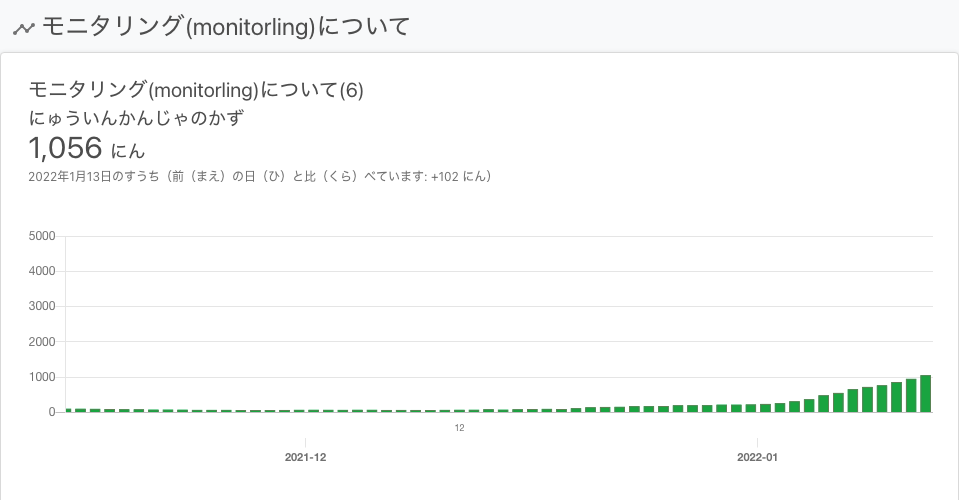 モニタリング(monitorling)について
モニタリング(monitorling)について(6)
にゅういんかんじゃのかず
1,056 にん
2022年1月13日のすうち（前（まえ）の日（ひ）と比（くら）べています: +102 にん）
5000
4000
3000
2000
1000
0
12
2021-12
2022-01